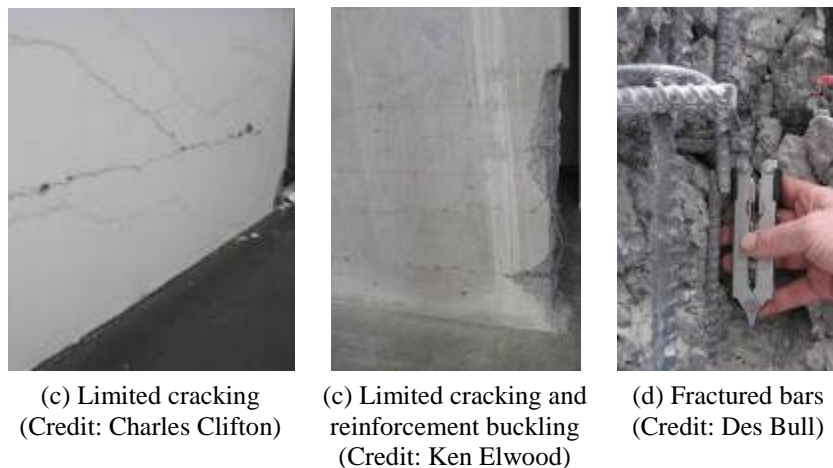 (c) Limited cracking
(Credit: Charles Clifton)
(c) Limited cracking and
reinforcement buckling
(Credit: Ken Elwood)
(d) Fractured bars
(Credit: Des Bull)